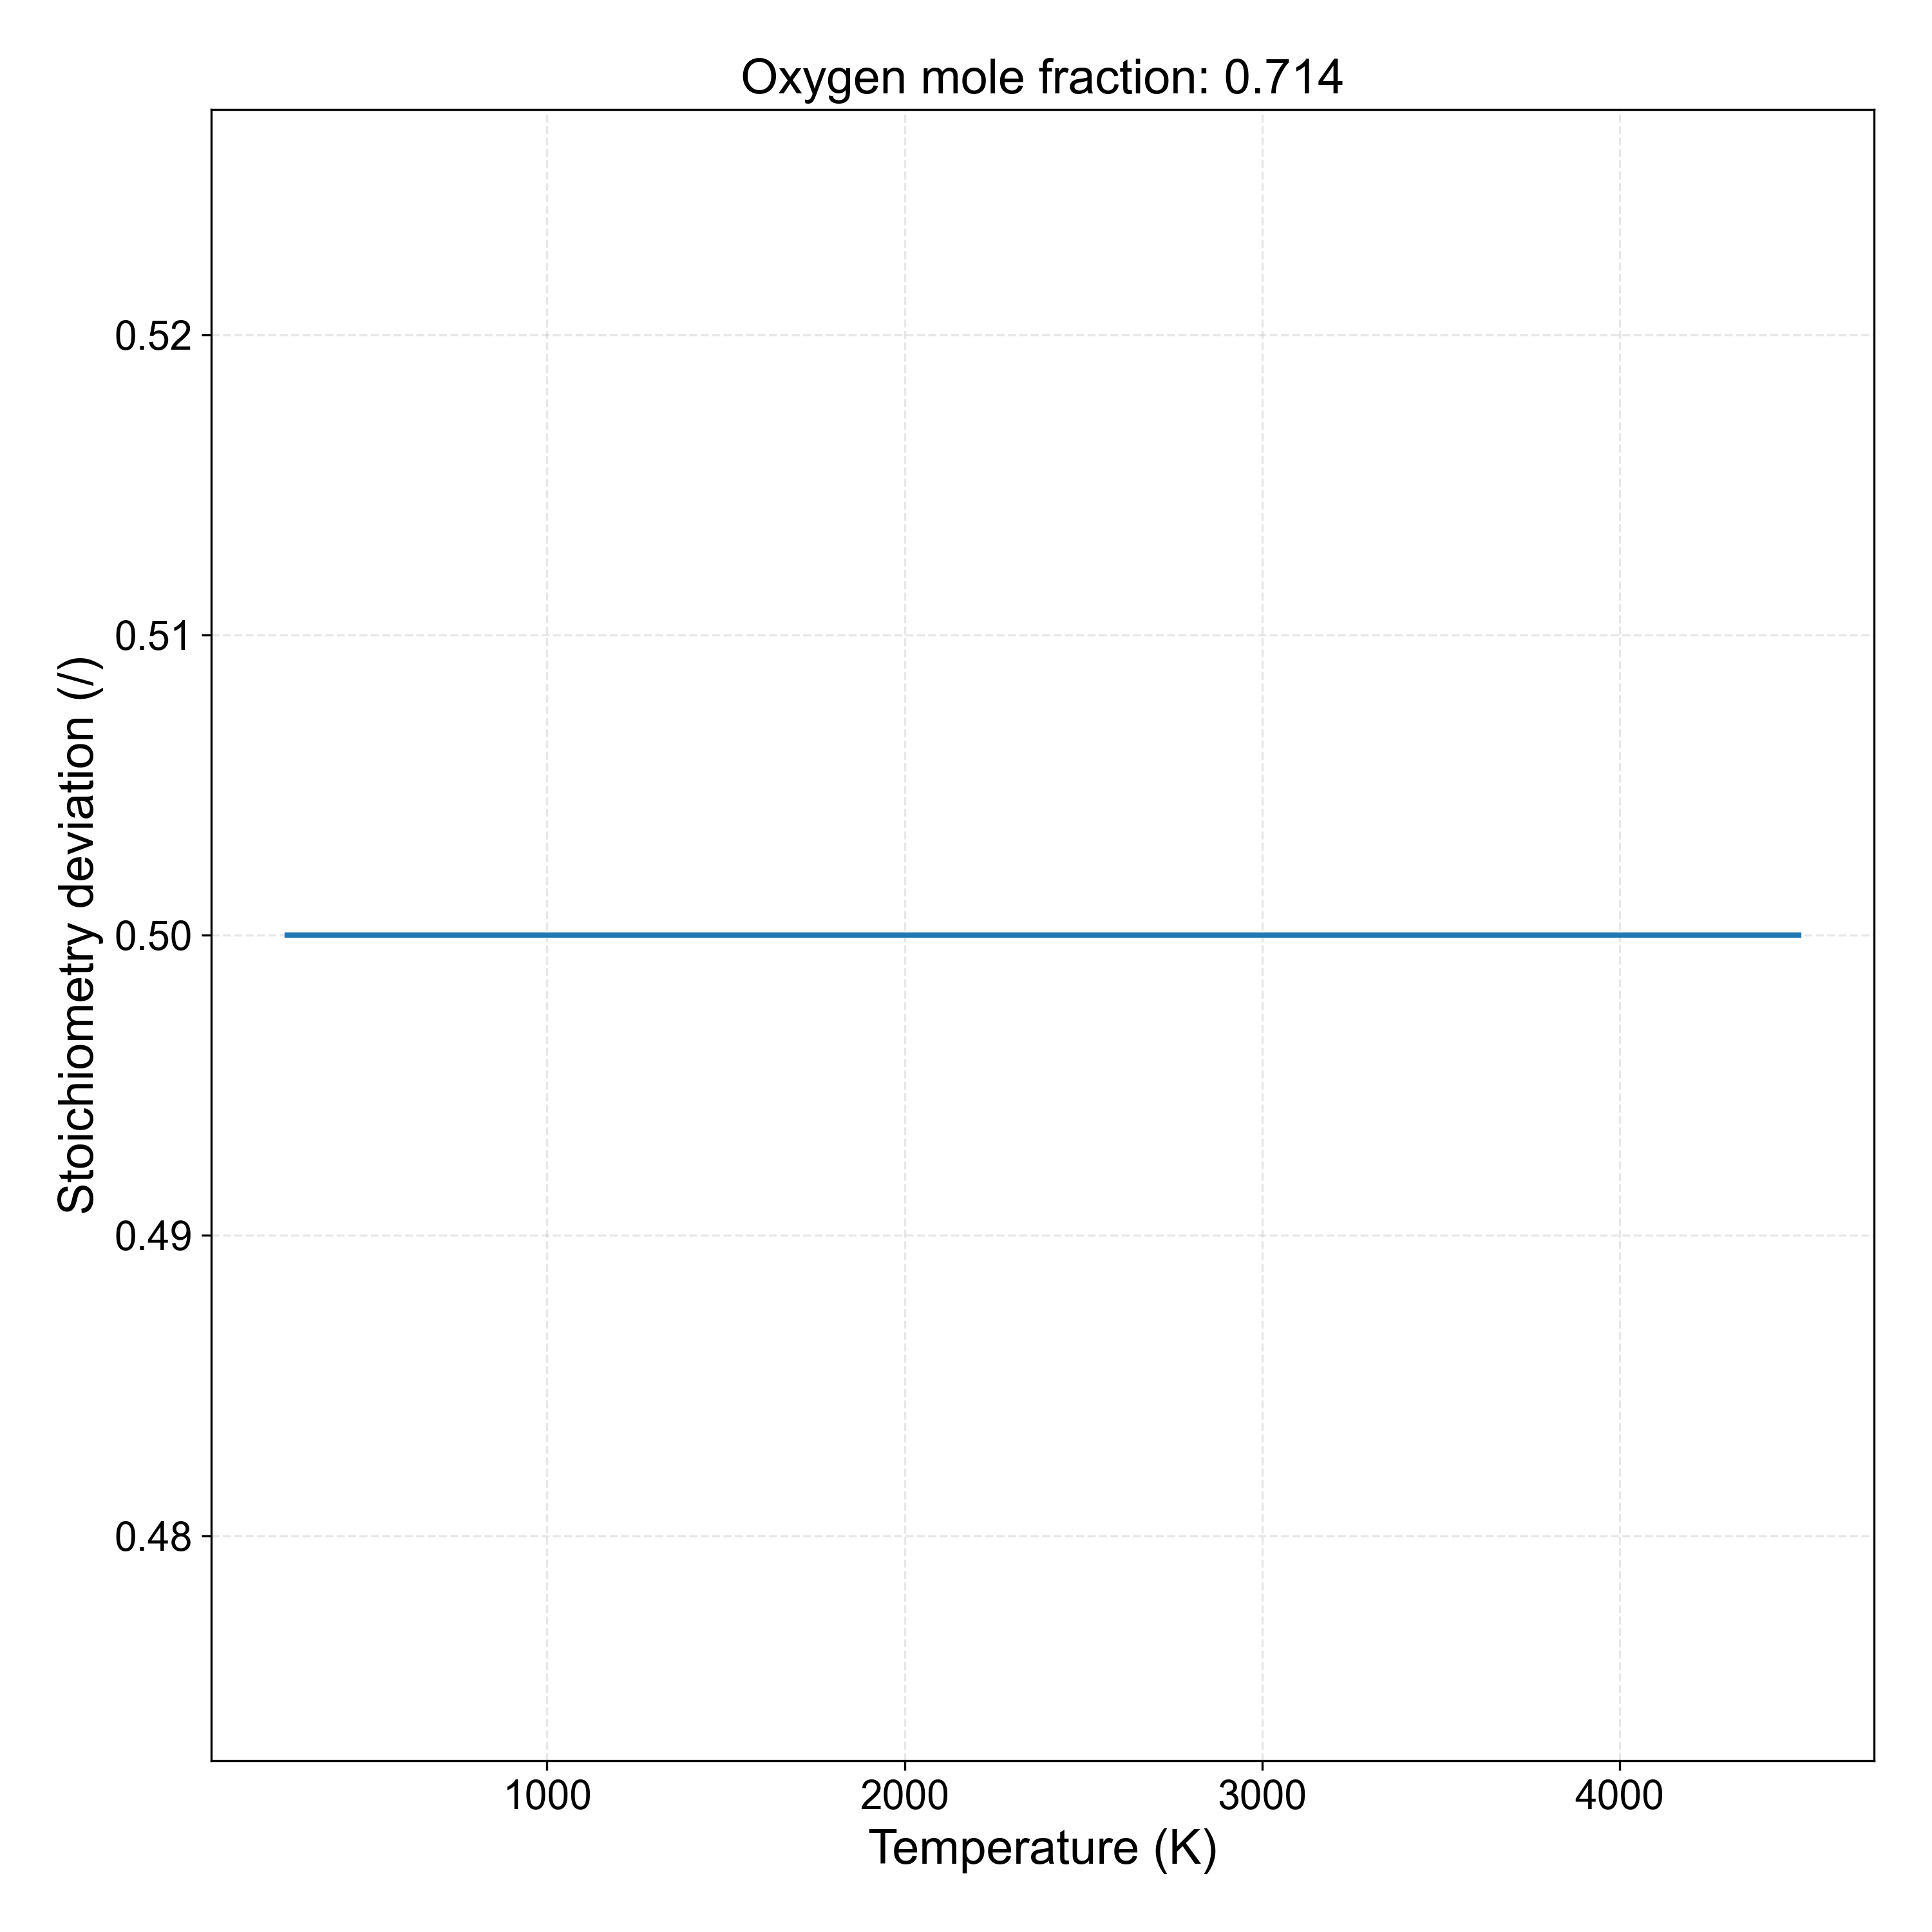 Oxygen mole fraction: 0.714
Stoichiometry deviation (/)
0.52
0.51
0.50
0.49
0.48
1000 2000 3000 4000
Temperature (K)